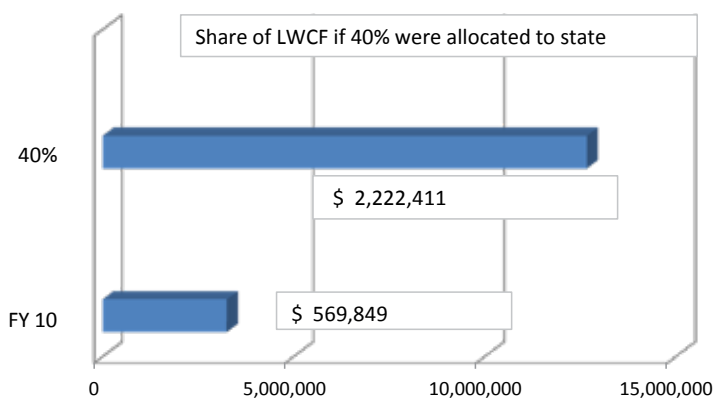 Share of LWCF if 40% were allocated to state
40%
$ 2,222,411
FY 10
$ 569,849
0 5,000,000 10,000,000 15,000,000